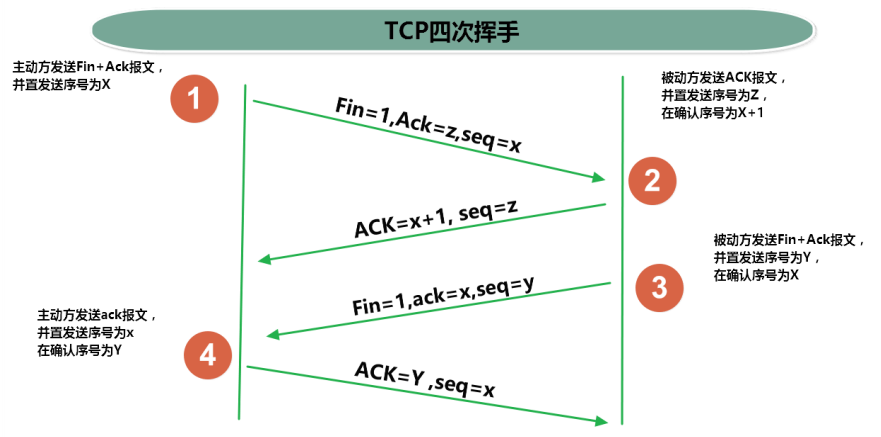 TCP四次挥手
主动方发送Fin+Ack报文，
并置发送序号为X
1
Fin=1,Ack=z,seq=x
被动方发送ACK报文，
并置发送序号为Z，
在确认序号为X+1
2
ACK=x+1, seq=z
被动方发送Fin+Ack报文，
并置发送序号为Y，
在确认序号为X
3
Fin=1,ack=x,seq=y
主动方发送ack报文，
并置发送序号为x
在确认序号为Y
4
ACK=Y ,seq=x